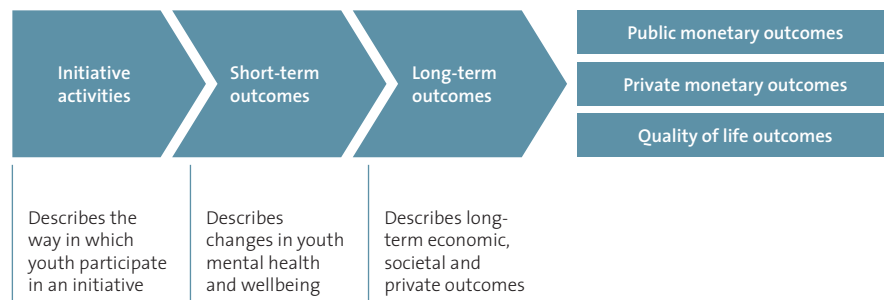 Initiative
activities
Short-term
outcomes
Long-term
outcomes
Public monetary outcomes
Private monetary outcomes
Quality of life outcomes
Describes the
way in which
youth participate
in an initiative
Describes
changes in youth
mental health
and wellbeing
Describes long-
term economic,
societal and
private outcomes